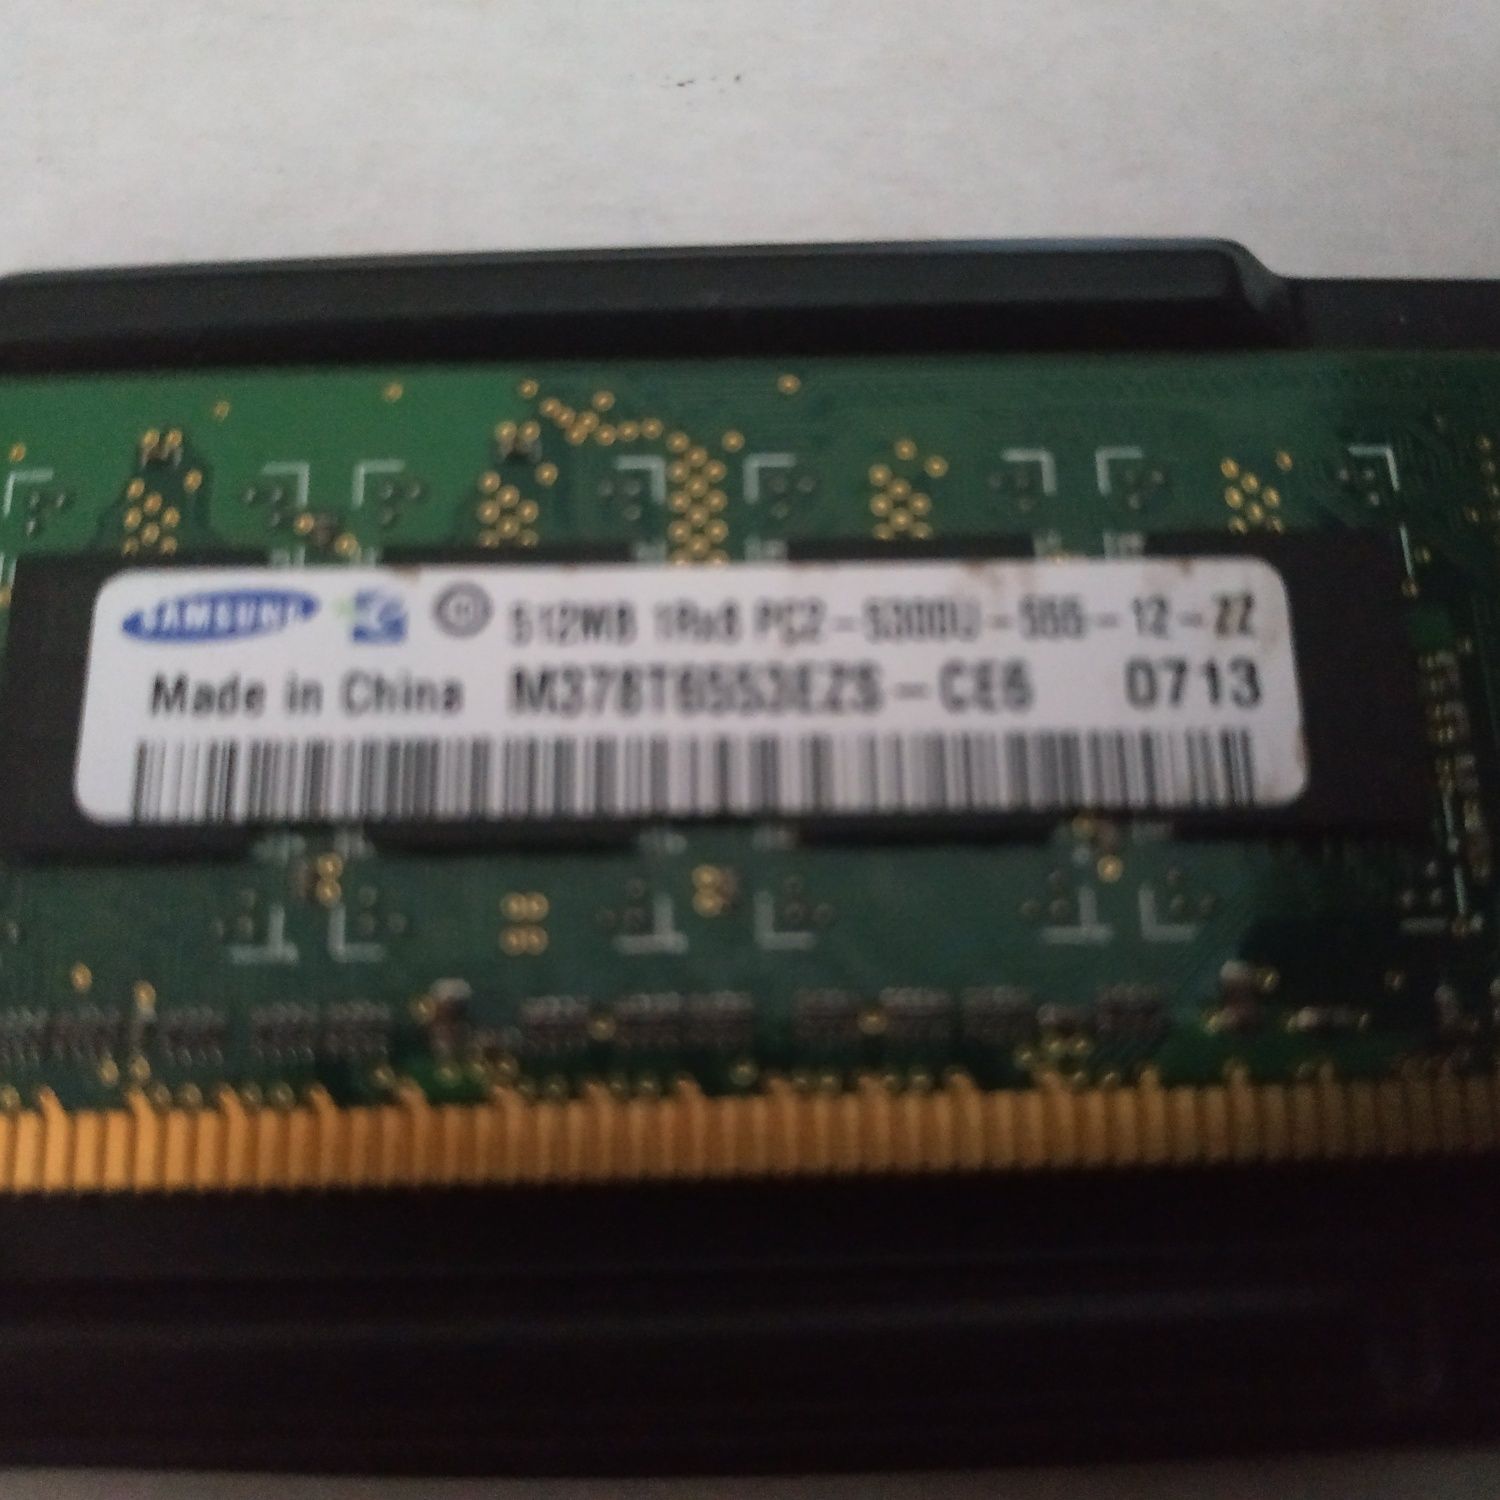 SAMSUNG 512MB 1Rx8 PC2-5300U-555-12-ZZ
Made in China M378T6553EZS-CE6 0713